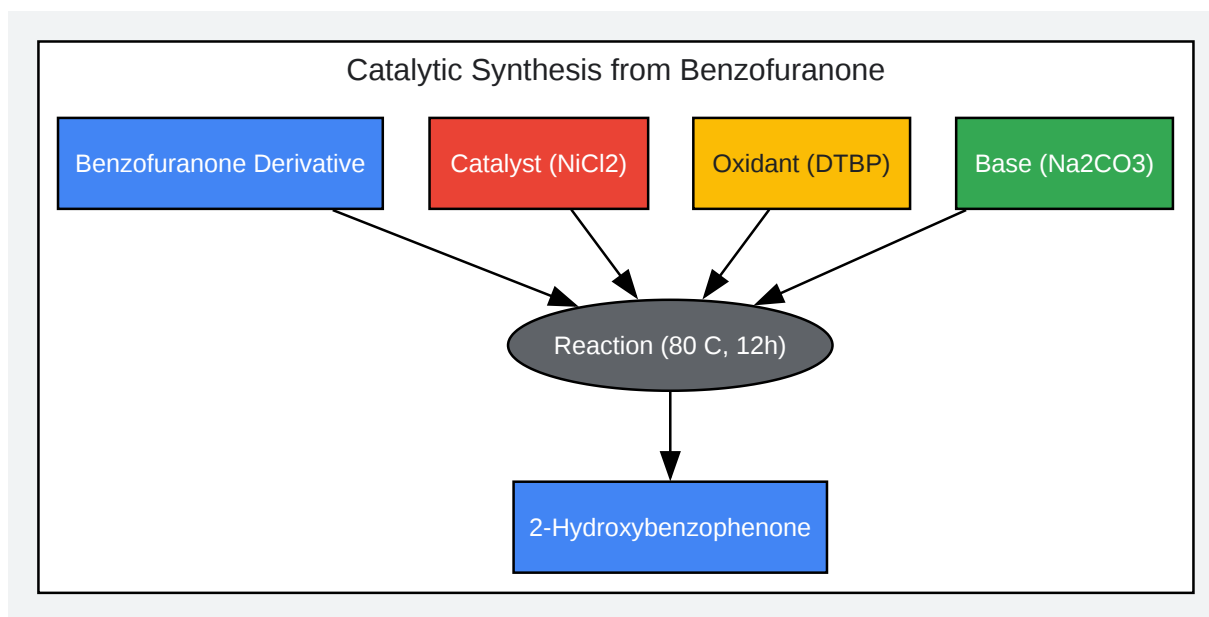 Catalytic Synthesis from Benzofuranone
Benzofuranone Derivative
Catalyst (NiCl2)
Oxidant (DTBP)
Base (Na2CO3)
Reaction (80 C, 12h)
2-Hydroxybenzophenone